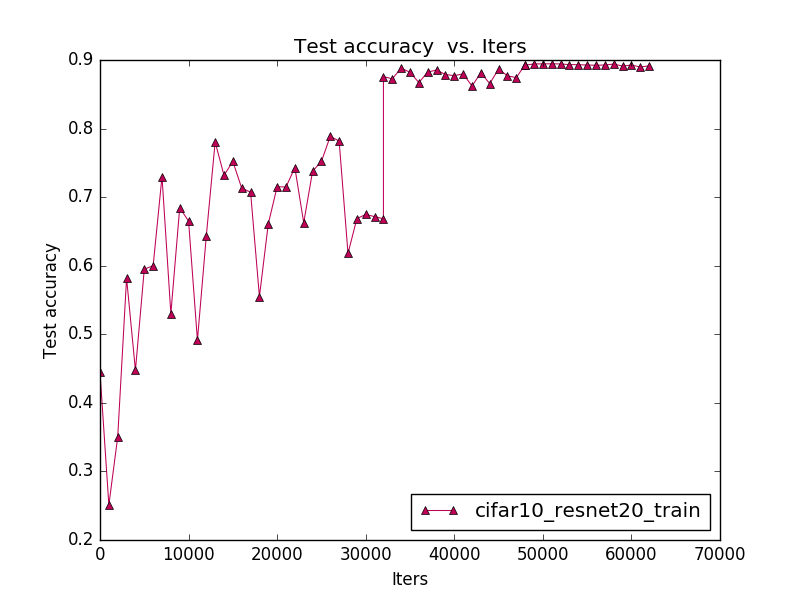 Test accuracy  vs. Iters
0.9
0.8
0.7
0.6
0.5
0.4
0.3
0.2
Test accuracy
cifar10_resnet20_train
0 10000 20000 30000 40000 50000 60000 70000
Iters